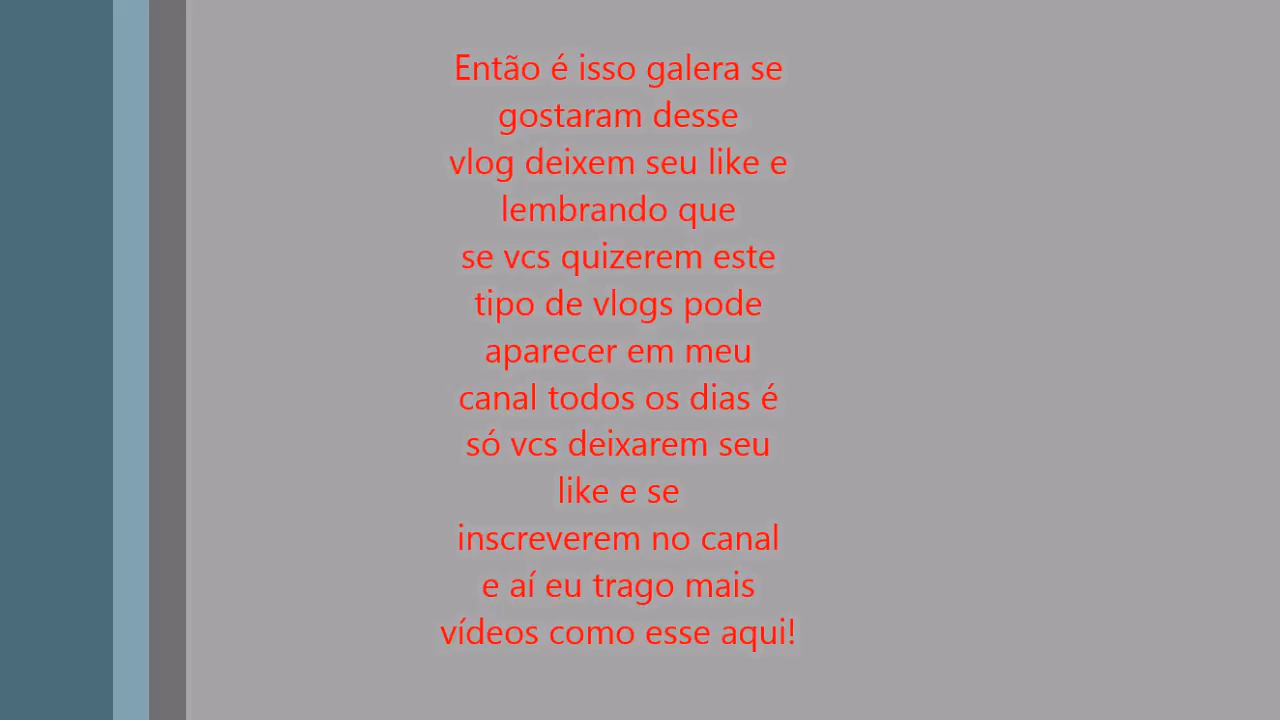 Então é isso galera se
gostaram desse
vlog deixem seu like e
lembrando que
se vcs quizerem este
tipo de vlogs pode
aparecer em meu
canal todos os dias é
só vcs deixarem seu
like e se
inscreverem no canal
e aí eu trago mais
vídeos como esse aqui!